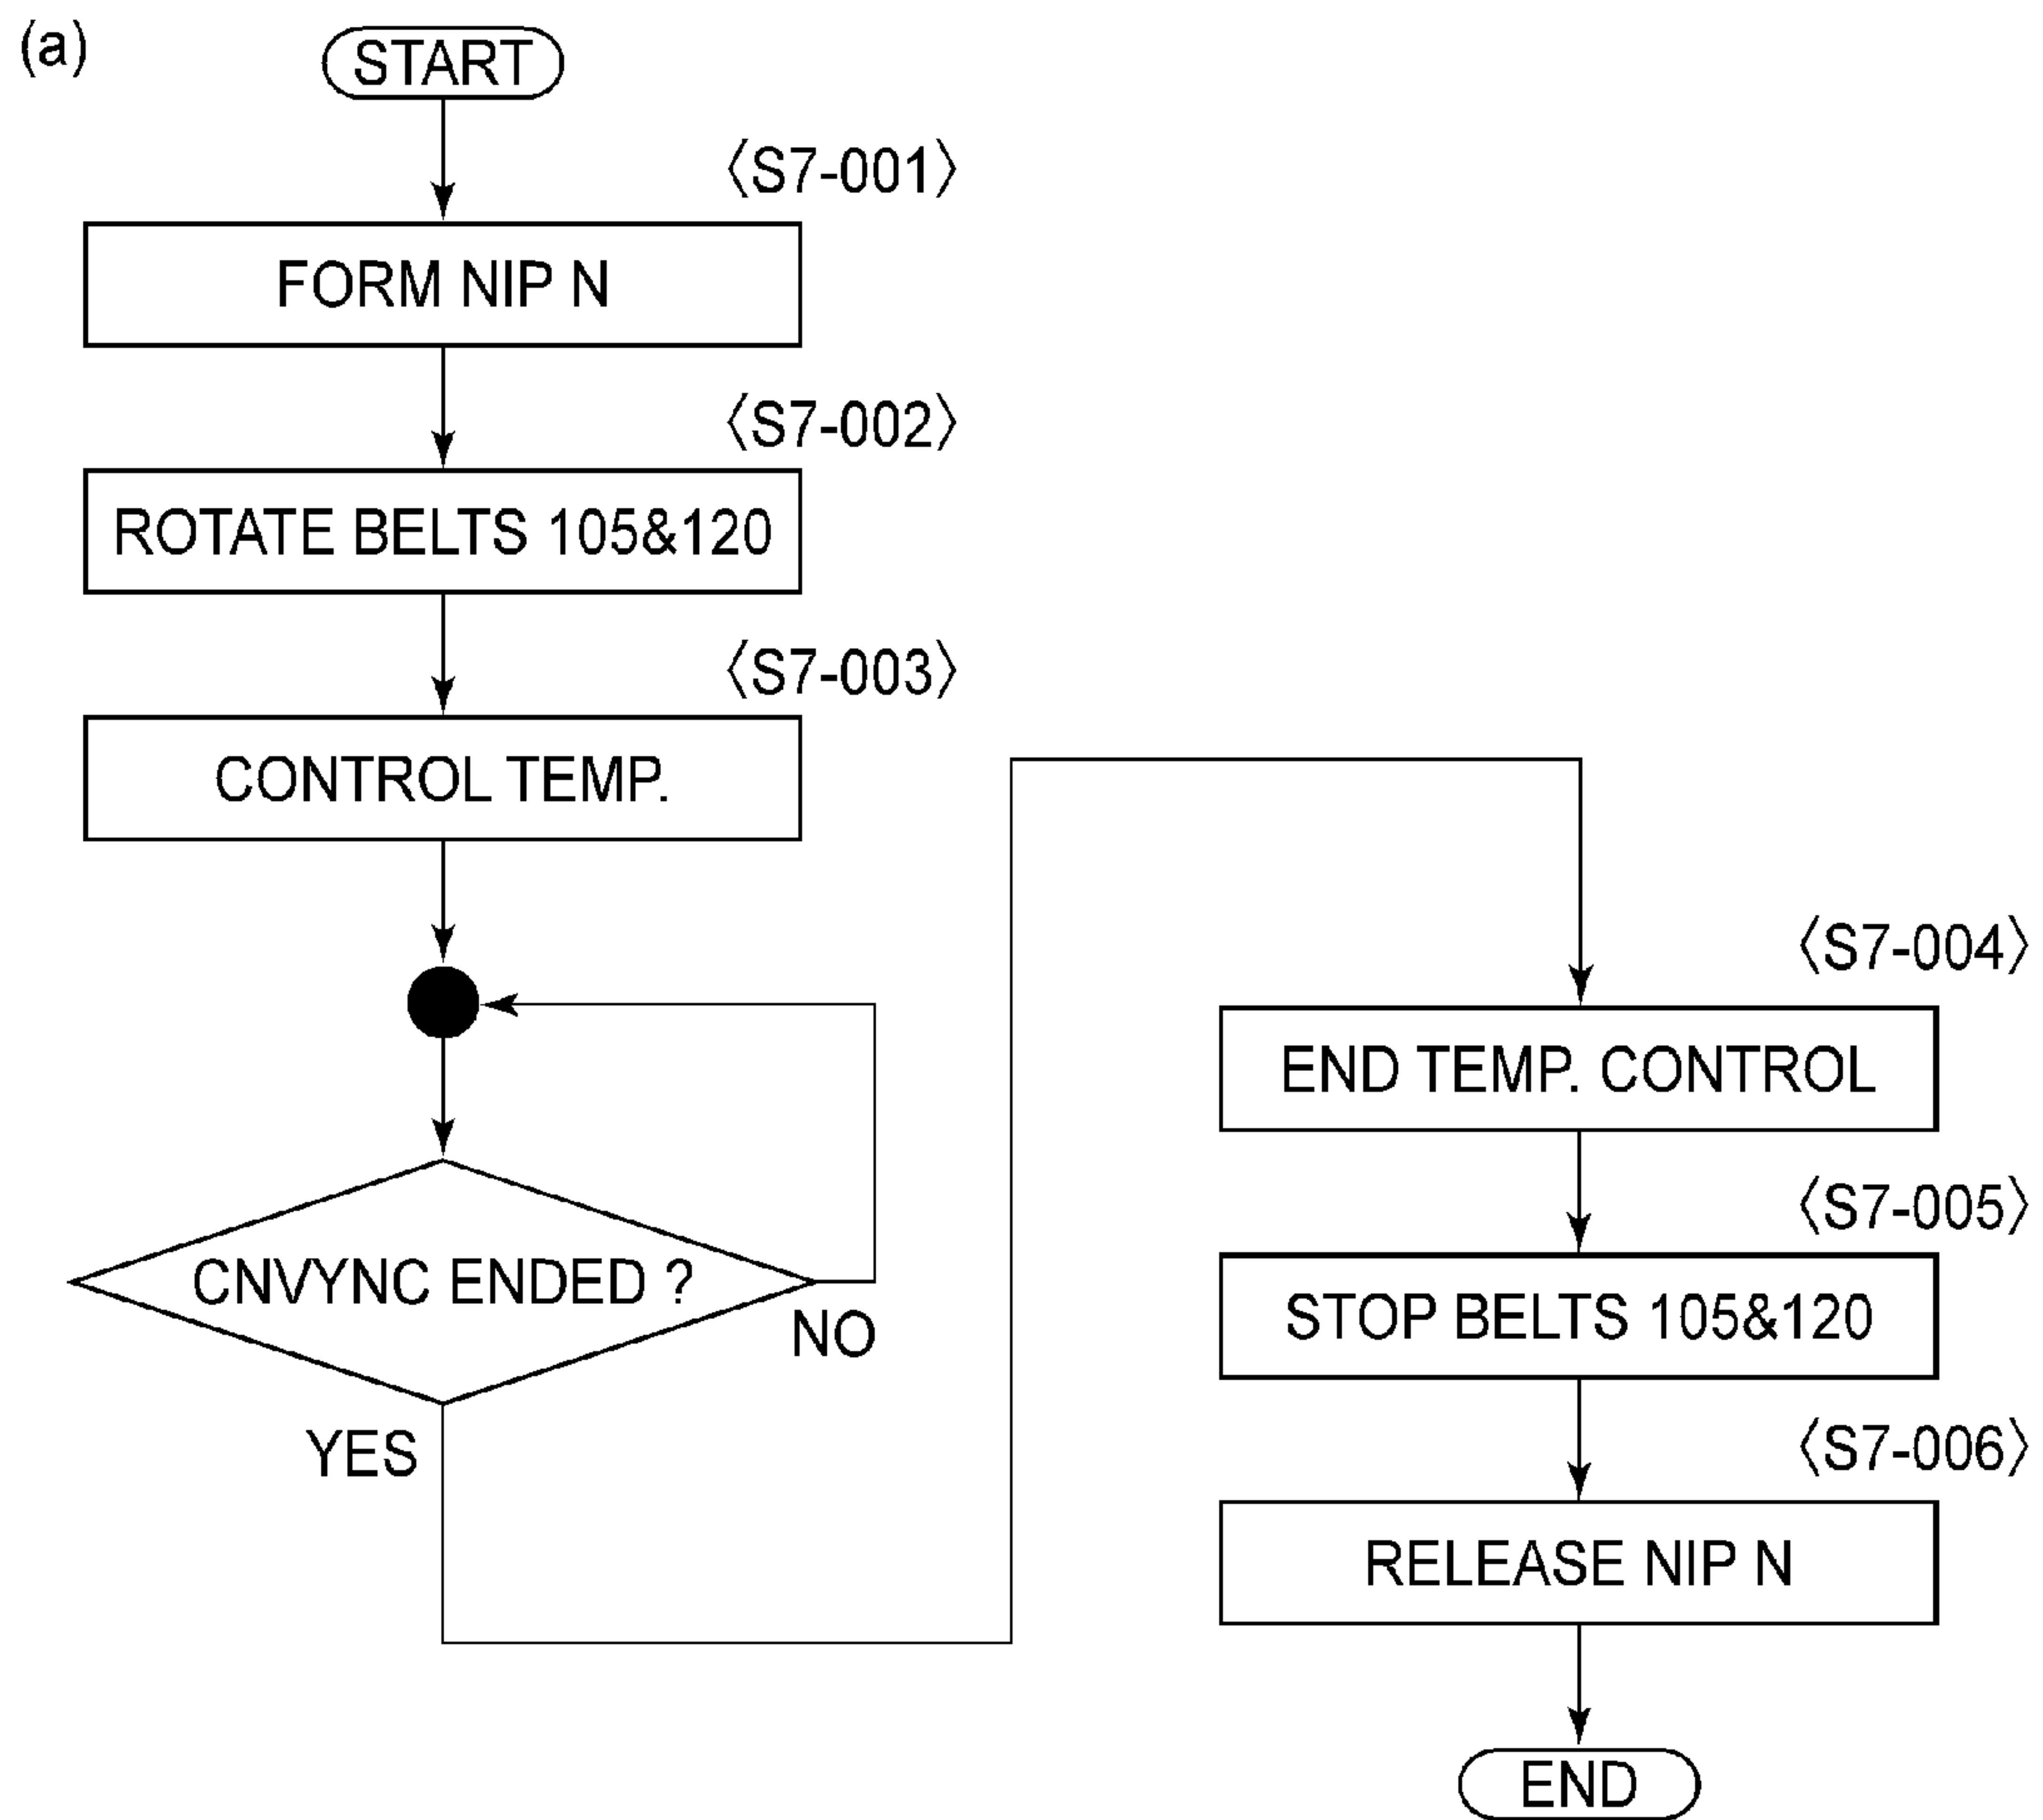 (a)
START
〈S7-001〉
FORM NIP N
〈S7-002〉
ROTATE BELTS 105&120
〈S7-003〉
CONTROL TEMP.
CNVYNC ENDED ?
NO
YES
〈S7-004〉
END TEMP. CONTROL
〈S7-005〉
STOP BELTS 105&120
〈S7-006〉
RELEASE NIP N
END